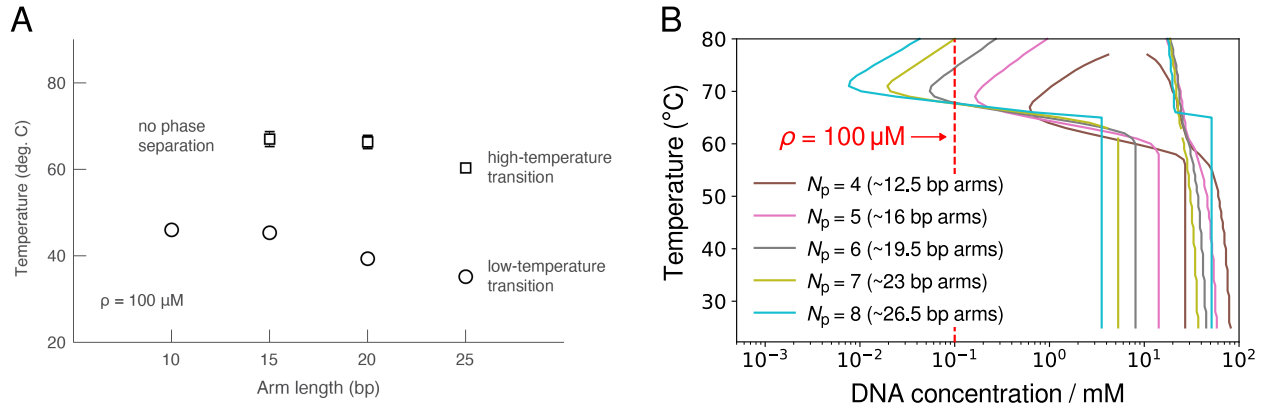 A
Temperature (deg. C)
80
60
40
20
no phase
separation
high-temperature
transition
low-temperature
transition
ρ = 100 μM
10
15
20
25
Arm length (bp)
B
Temperature (°C)
80
70
60
50
40
30
ρ = 100 μM
Np = 4 (~12.5 bp arms)
Np = 5 (~16 bp arms)
Np = 6 (~19.5 bp arms)
Np = 7 (~23 bp arms)
Np = 8 (~26.5 bp arms)
10⁻³
10⁻²
10⁻¹
10⁰
10¹
10²
DNA concentration / mM